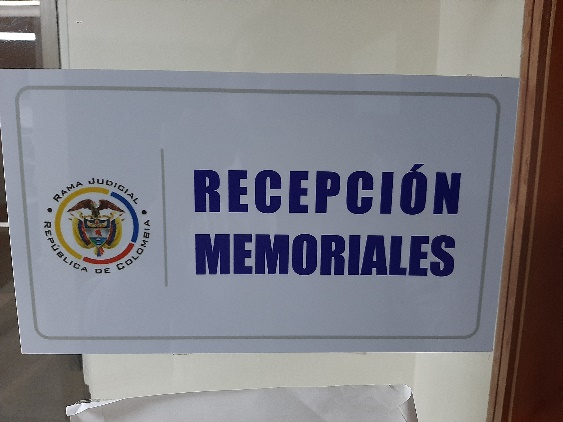 RAMA JUDICIAL
REPÚBLICA DE COLOMBIA
RECEPCIÓN
MEMORIALES